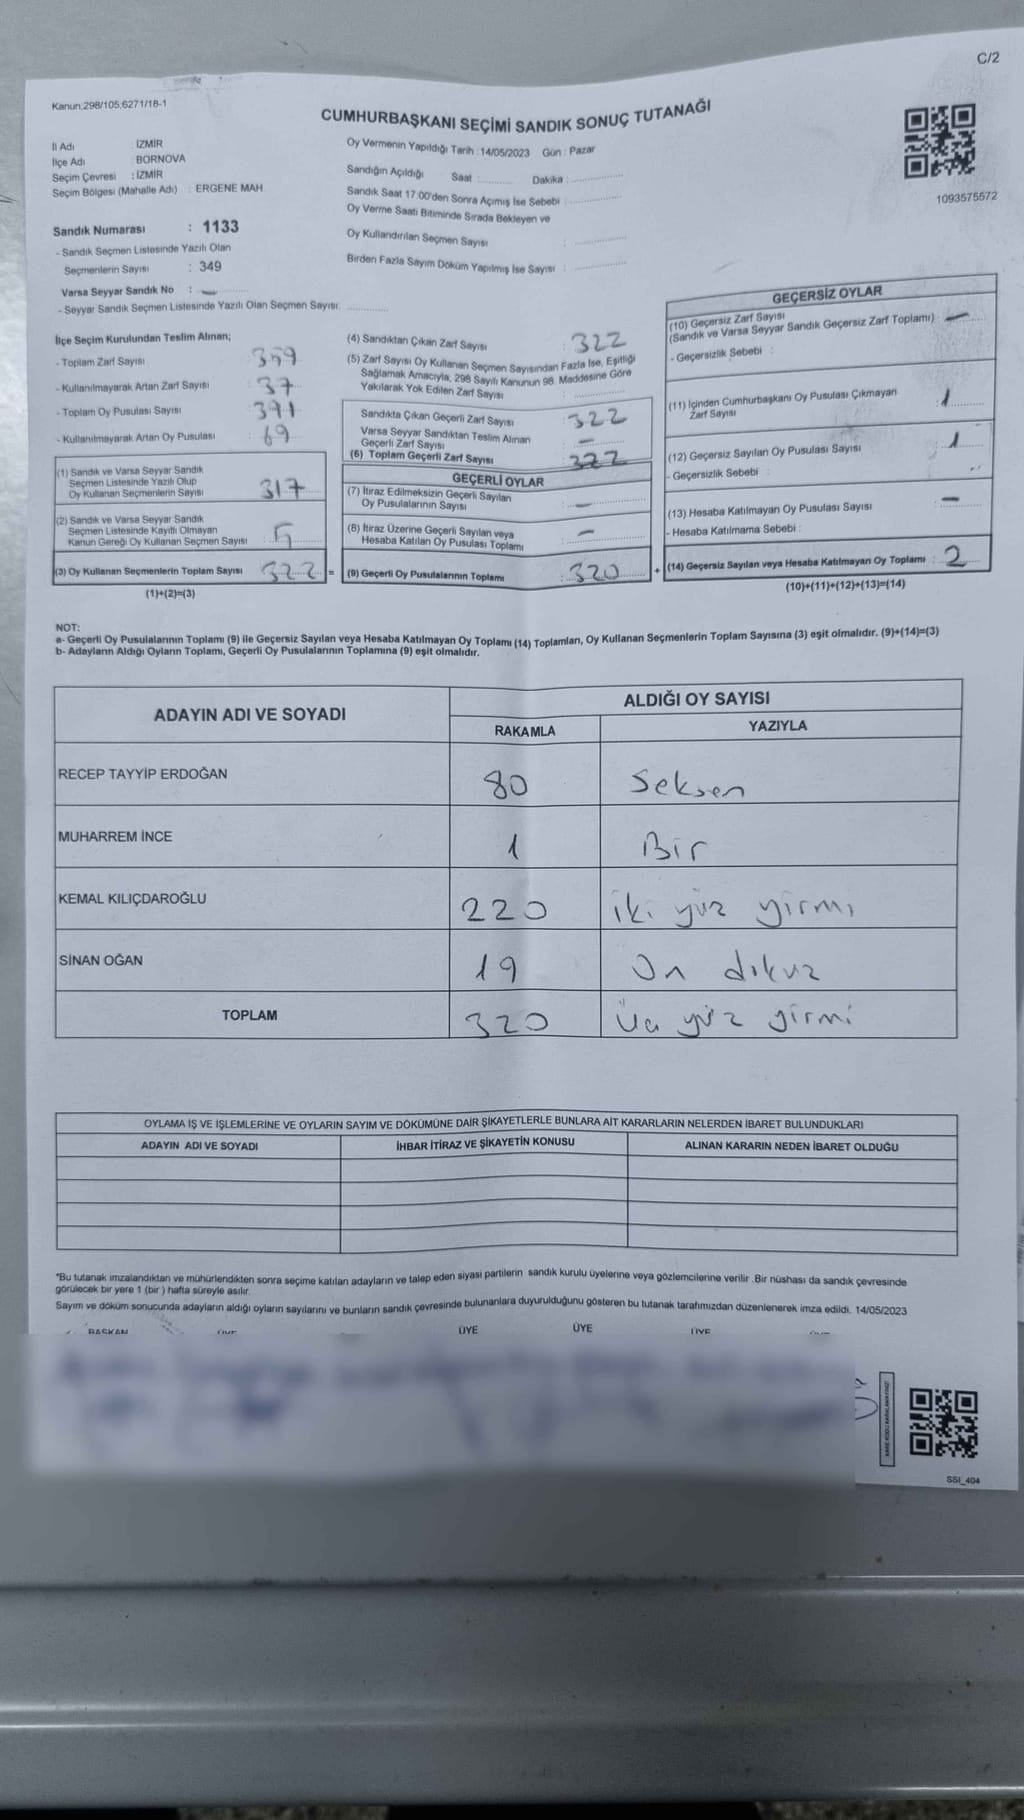 C/2
Kanun;298/105,6271/18-1
CUMHURBAŞKANI SEÇİMİ SANDIK SONUÇ TUTANAĞI
İl Adı : İZMİR
İlçe Adı : BORNOVA
Seçim Çevresi : İZMİR
Seçim Bölgesi (Mahalle Adı) : ERGENE MAH.
Oy Vermenin Yapıldığı Tarih :14/05/2023 Gün : Pazar
Sandığın Açıldığı Saat : Dakika :
Sandık Saat 17:00'den Sonra Açımış İse Sebebi :
Oy Verme Saati Bitiminde Sırada Bekleyen ve
Oy Kullandırılan Seçmen Sayısı :
Birden Fazla Sayım Döküm Yapılmış İse Sayısı :
1093575572
Sandık Numarası : 1133
- Sandık Seçmen Listesinde Yazılı Olan
Seçmenlerin Sayısı : 349
Varsa Seyyar Sandık No : —
- Seyyar Sandık Seçmen Listesinde Yazılı Olan Seçmen Sayısı:
İlçe Seçim Kurulundan Teslim Alınan;
- Toplam Zarf Sayısı
- Kullanılmayarak Artan Zarf Sayısı : 37
- Toplam Oy Pusulası Sayısı : 391
- Kullanılmayarak Artan Oy Pusulası : 69
(1) Sandık ve Varsa Seyyar Sandık
Seçmen Listesinde Yazılı Olup
Oy Kullanan Seçmenlerin Sayısı : 317
(2) Sandık ve Varsa Seyyar Sandık
Seçmen Listesinde Kayıtlı Olmayan
Kanun Gereği Oy Kullanan Seçmen Sayısı : 5
(3) Oy Kullanan Seçmenlerin Toplam Sayısı : 322 =
(1)+(2)=(3)
(4) Sandıktan Çıkan Zarf Sayısı : 322
(5) Zarf Sayısı Oy Kullanan Seçmen Sayısından Fazla İse, Eşitliği
Sağlamak Amacıyla, 298 Sayılı Kanunun 98. Maddesine Göre
Yakılarak Yok Edilen Zarf Sayısı :
Sandıkta Çıkan Geçerli Zarf Sayısı : 322
Varsa Seyyar Sandıktan Teslim Alınan
Geçerli Zarf Sayısı : —
(6) Toplam Geçerli Zarf Sayısı : 322
GEÇERLİ OYLAR
(7) İtiraz Edilmeksizin Geçerli Sayılan
Oy Pusulalarının Sayısı : —
(8) İtiraz Üzerine Geçerli Sayılan veya
Hesaba Katılan Oy Pusulası Toplamı : —
(9) Geçerli Oy Pusulalarının Toplamı : 320 +
GEÇERSİZ OYLAR
(10) Geçersiz Zarf Sayısı
(Sandık ve Varsa Seyyar Sandık Geçersiz Zarf Toplamı) : —
- Geçersizlik Sebebi :
(11) İçinden Cumhurbaşkanı Oy Pusulası Çıkmayan
Zarf Sayısı : 1
(12) Geçersiz Sayılan Oy Pusulası Sayısı : 1
- Geçersizlik Sebebi :
(13) Hesaba Katılmayan Oy Pusulası Sayısı : —
- Hesaba Katılmama Sebebi :
(14) Geçersiz Sayılan veya Hesaba Katılmayan Oy Toplamı : 2
(10)+(11)+(12)+(13)=(14)
NOT:
a- Geçerli Oy Pusulalarının Toplamı (9) ile Geçersiz Sayılan veya Hesaba Katılmayan Oy Toplamı (14) Toplamları, Oy Kullanan Seçmenlerin Toplam Sayısına (3) eşit olmalıdır. (9)+(14)=(3)
b- Adayların Aldığı Oyların Toplamı, Geçerli Oy Pusulalarının Toplamına (9) eşit olmalıdır.
ADAYIN ADI VE SOYADI
ALDIĞI OY SAYISI
RAKAMLA YAZIYLA
RECEP TAYYİP ERDOĞAN 80 Seksen
MUHARREM İNCE 1 Bir
KEMAL KILIÇDAROĞLU 220 iki yüz yirmi
SİNAN OĞAN 19 On dokuz
TOPLAM 320 Üç yüz yirmi
OYLAMA İŞ VE İŞLEMLERİNE VE OYLARIN SAYIM VE DÖKÜMÜNE DAİR ŞİKAYETLERLE BUNLARA AİT KARARLARIN NELERDEN İBARET BULUNDUKLARI
ADAYIN ADI VE SOYADI İHBAR İTİRAZ VE ŞİKAYETİN KONUSU ALINAN KARARIN NEDEN İBARET OLDUĞU
*Bu tutanak imzalandıktan ve mühürlendikten sonra seçime katılan adayların ve talep eden siyasi partilerin sandık kurulu üyelerine veya gözlemcilerine verilir .Bir nüshası da sandık çevresinde
görülecek bir yere 1 (bir ) hafta süreyle asılır.
Sayım ve döküm sonucunda adayların aldığı oyların sayılarını ve bunların sandık çevresinde bulunanlara duyurulduğunu gösteren bu tutanak tarafımızdan düzenlenerek imza edildi. 14/05/2023
BAŞKAN ÜYE ÜYE ÜYE ÜYE
SSI_404